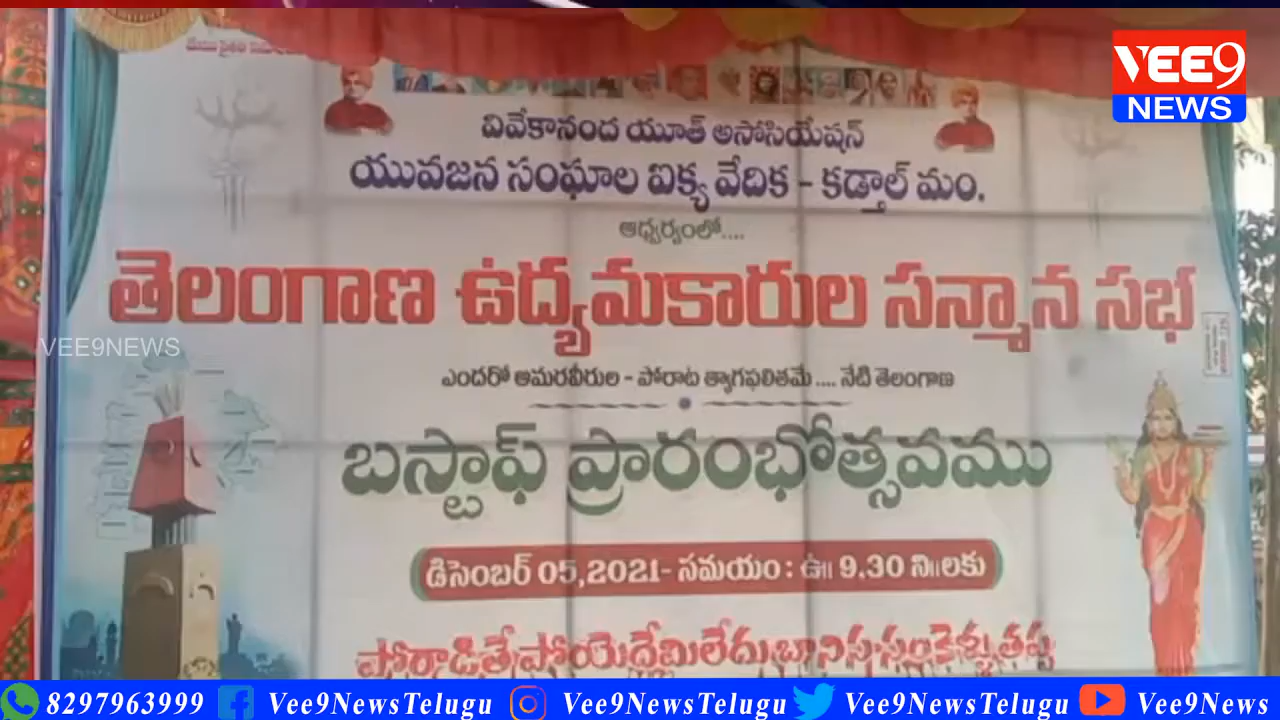 VEE9
NEWS
వివేకానంద యూత్ అసోసియేషన్
యువజన సంఘాల ఐక్య వేదిక - కడ్తాల్ మం.
ఆధ్వర్యంలో....
తెలంగాణ ఉద్యమకారుల సన్మాన సభ
VEE9NEWS
ఎందరో అమరవీరుల - పోరాట త్యాగఫలితమే .... నేటి తెలంగాణ
బస్టాఫ్ ప్రారంభోత్సవము
డిసెంబర్ 05,2021- సమయం : ఉ॥ 9.30 ని॥లకు
పోరాడితే పోయెద్దేమిలేదు బానిస సంకెళ్ళు తప్ప
8297963999 Vee9NewsTelugu Vee9NewsTelugu Vee9NewsTelugu Vee9News